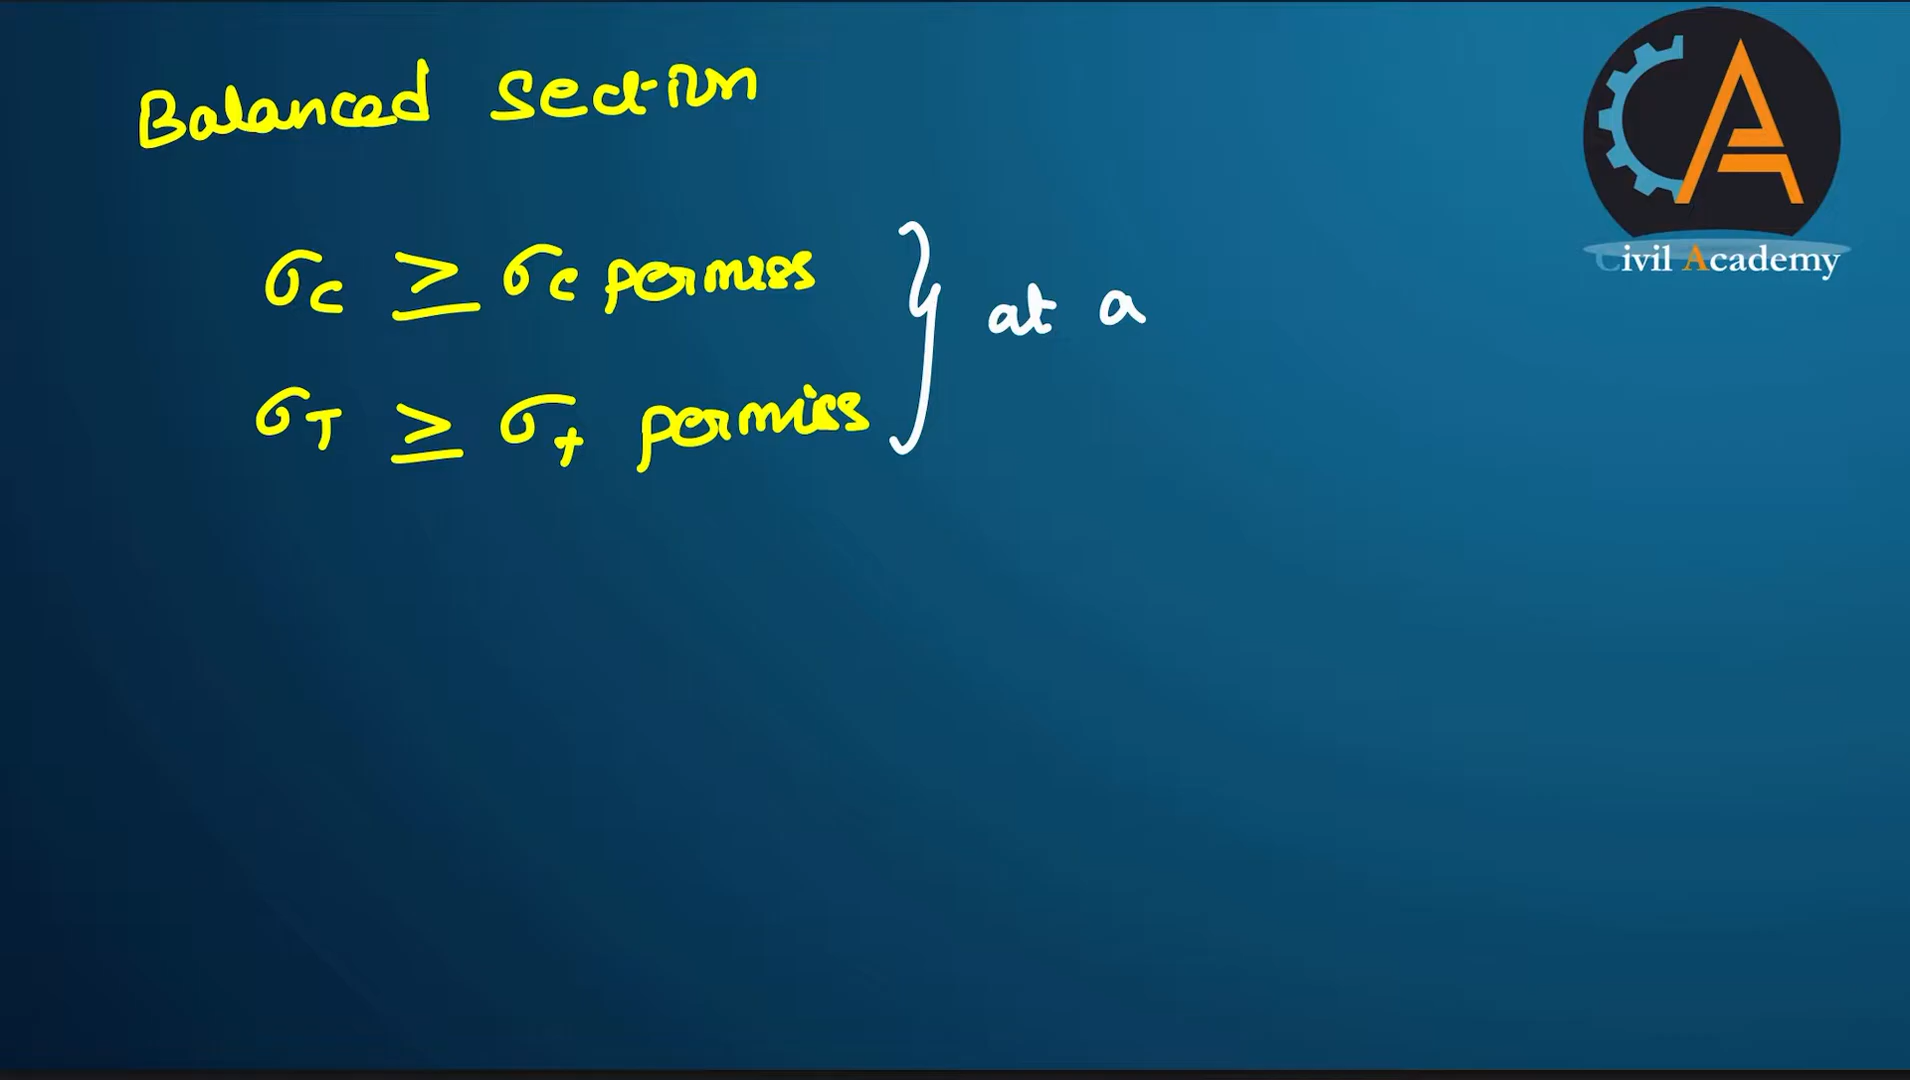 Balanced Section
σc ≥ σc permiss
σT ≥ σt permiss
} at a
Civil Academy